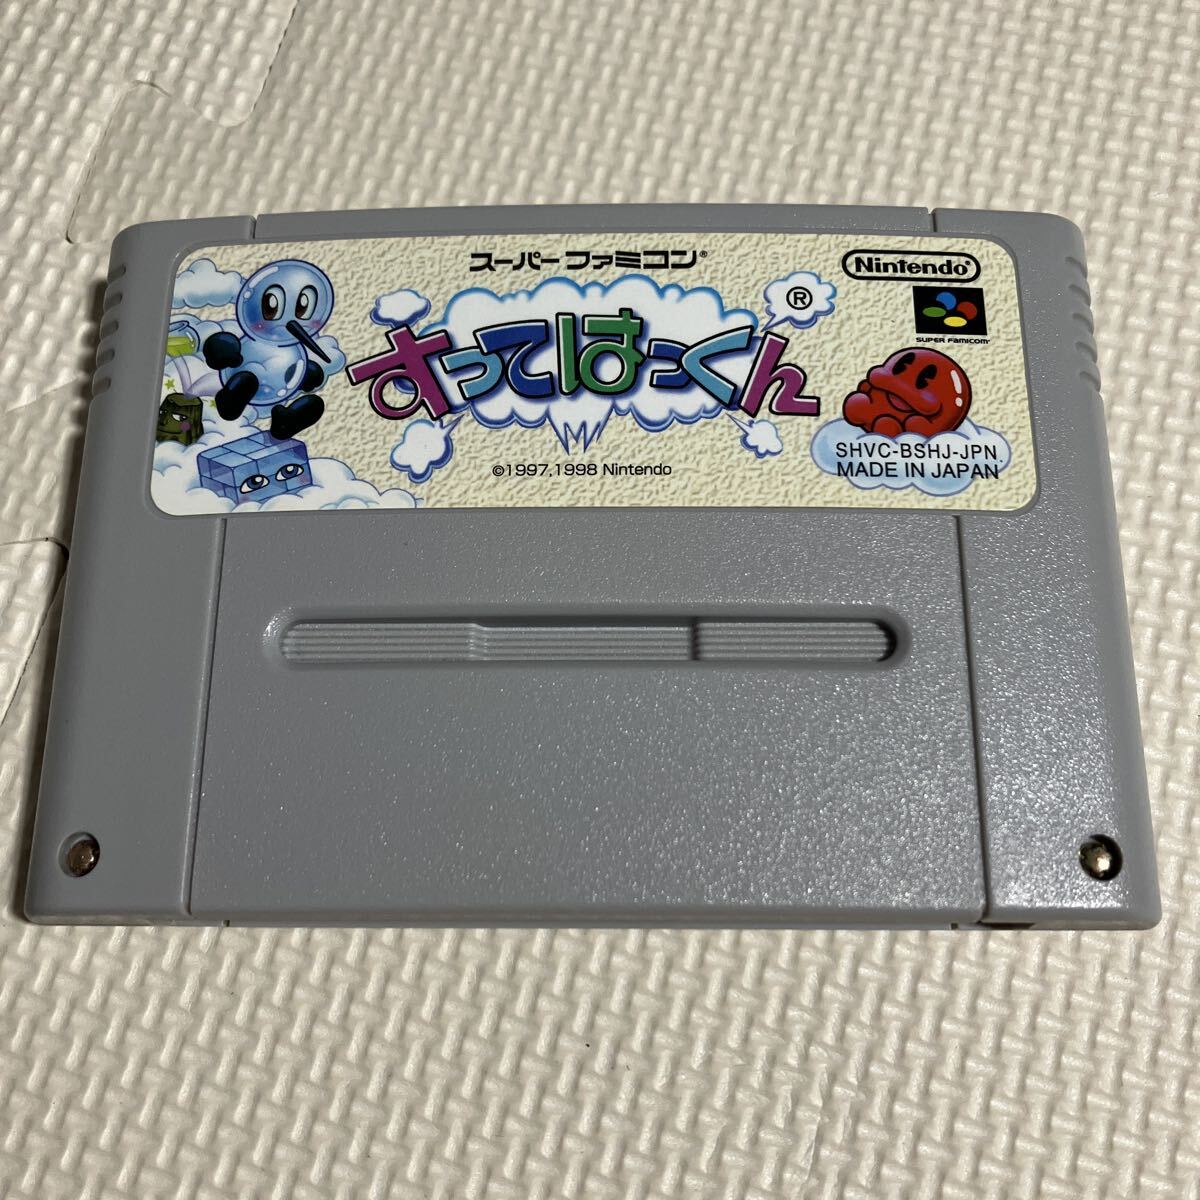 スーパーファミコン®
Nintendo®
SUPER FAMICOM™
すってはっくん®
SHVC-BSHJ-JPN
MADE IN JAPAN
©1997,1998 Nintendo